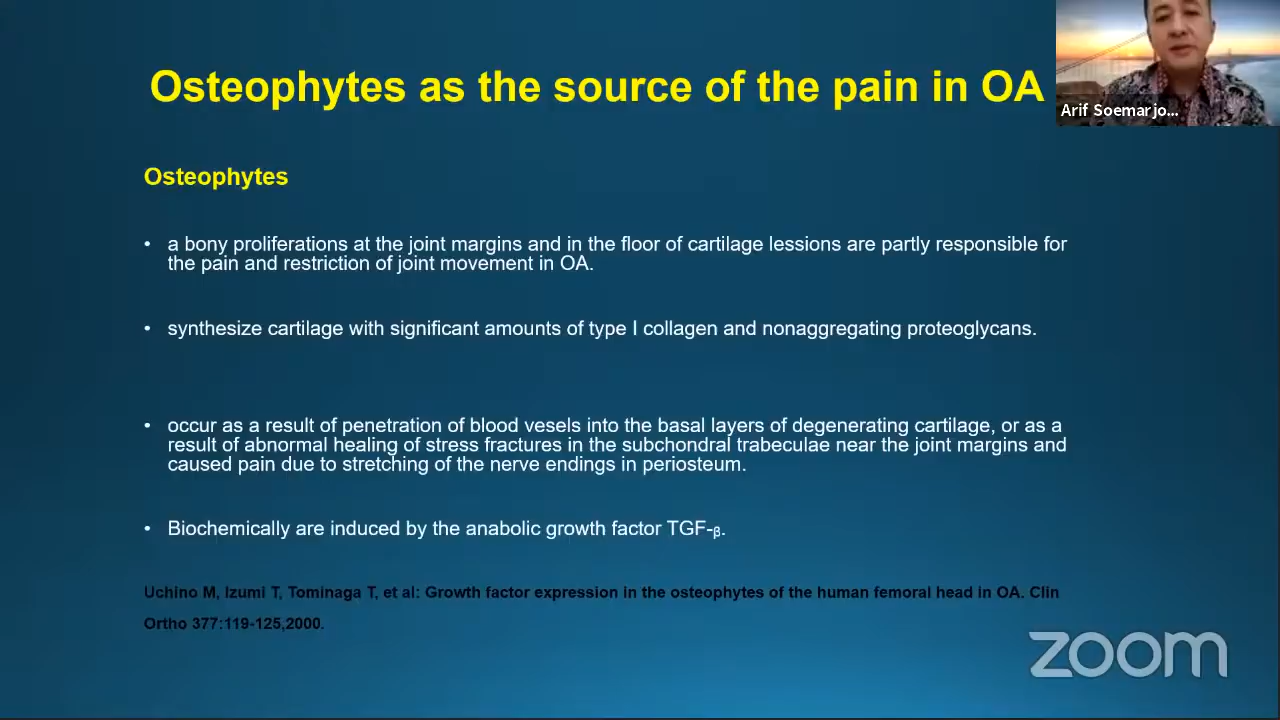 Osteophytes as the source of the pain in OA
Arif Soemarjo...
Osteophytes
• a bony proliferations at the joint margins and in the floor of cartilage lessions are partly responsible for
the pain and restriction of joint movement in OA.
• synthesize cartilage with significant amounts of type I collagen and nonaggregating proteoglycans.
• occur as a result of penetration of blood vesels into the basal layers of degenerating cartilage, or as a
result of abnormal healing of stress fractures in the subchondral trabeculae near the joint margins and
caused pain due to stretching of the nerve endings in periosteum.
• Biochemically are induced by the anabolic growth factor TGF-β.
Uchino M, Izumi T, Tominaga T, et al: Growth factor expression in the osteophytes of the human femoral head in OA. Clin
Ortho 377:119-125,2000.
zoom